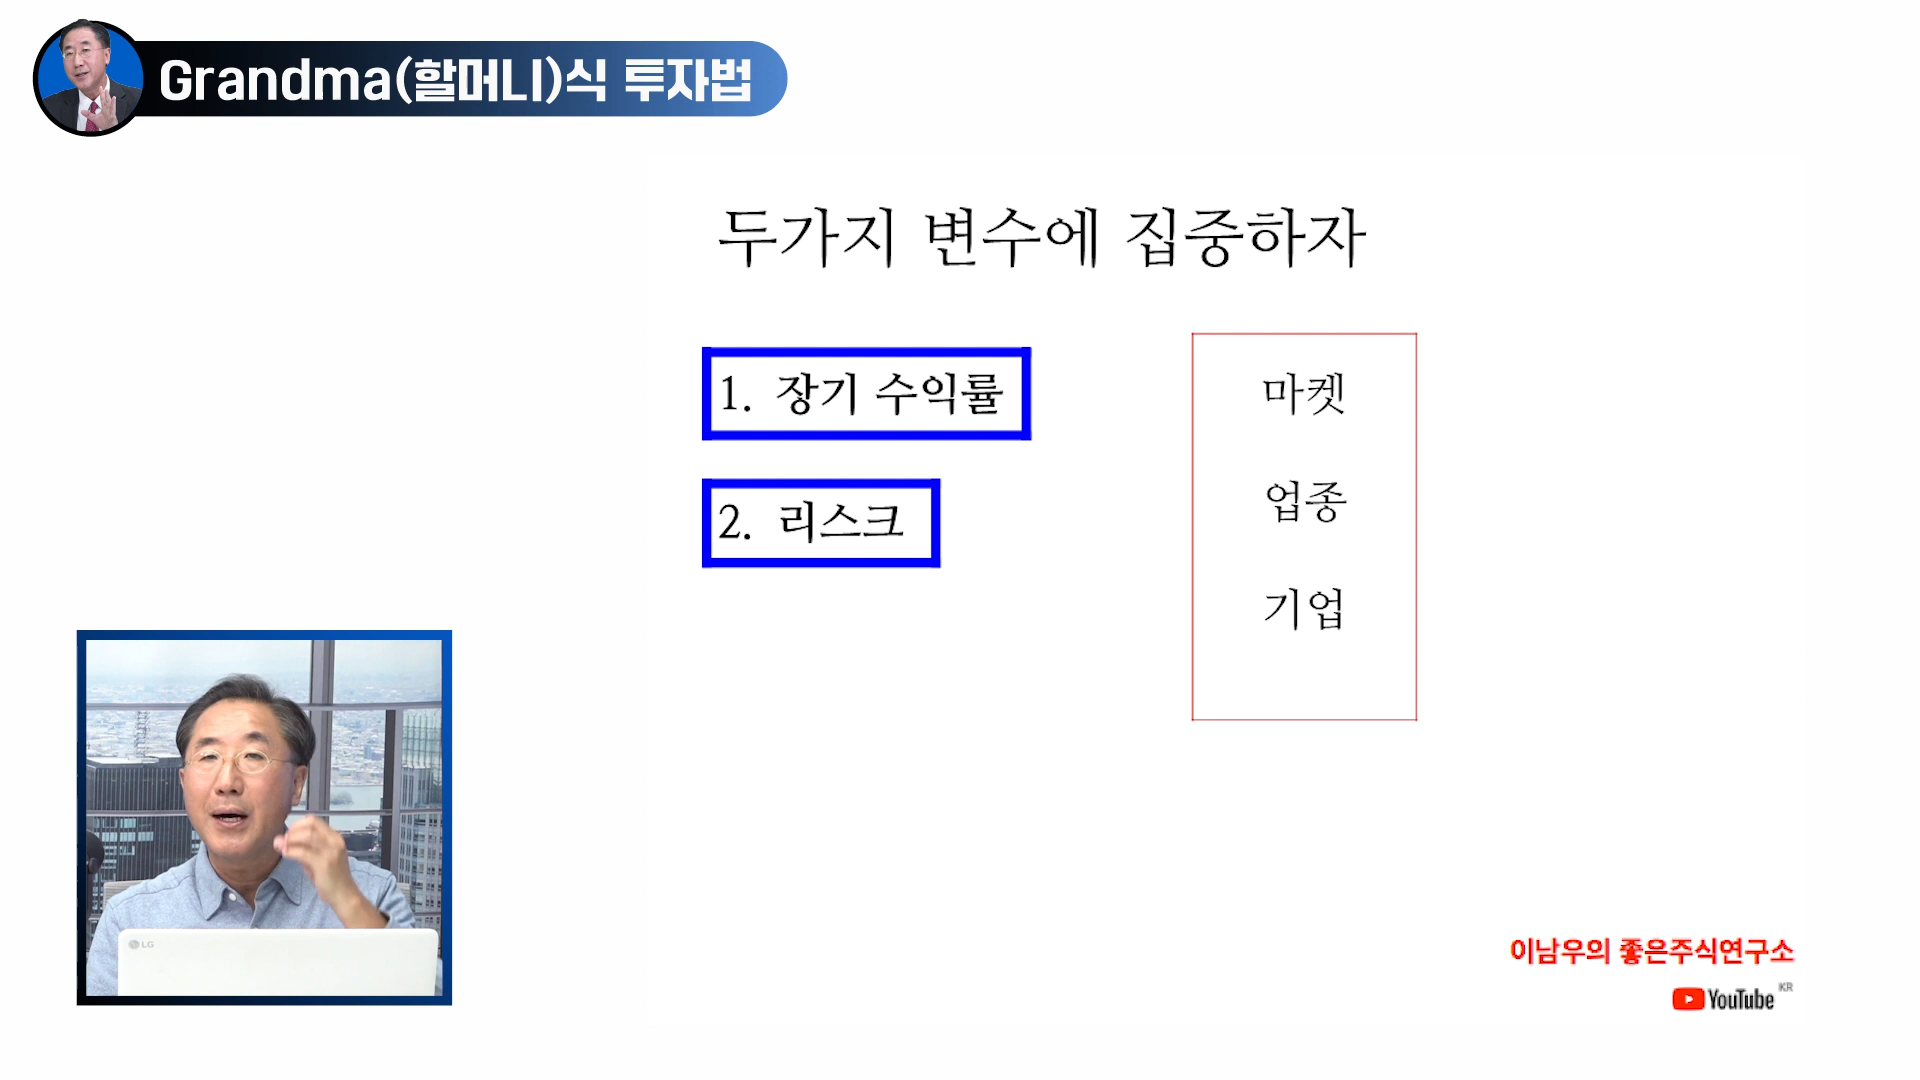 Grandma(할머니)식 투자법
두가지 변수에 집중하자
1. 장기 수익률
2. 리스크
마켓
업종
기업
LG
이남우의 좋은주식연구소
YouTube KR